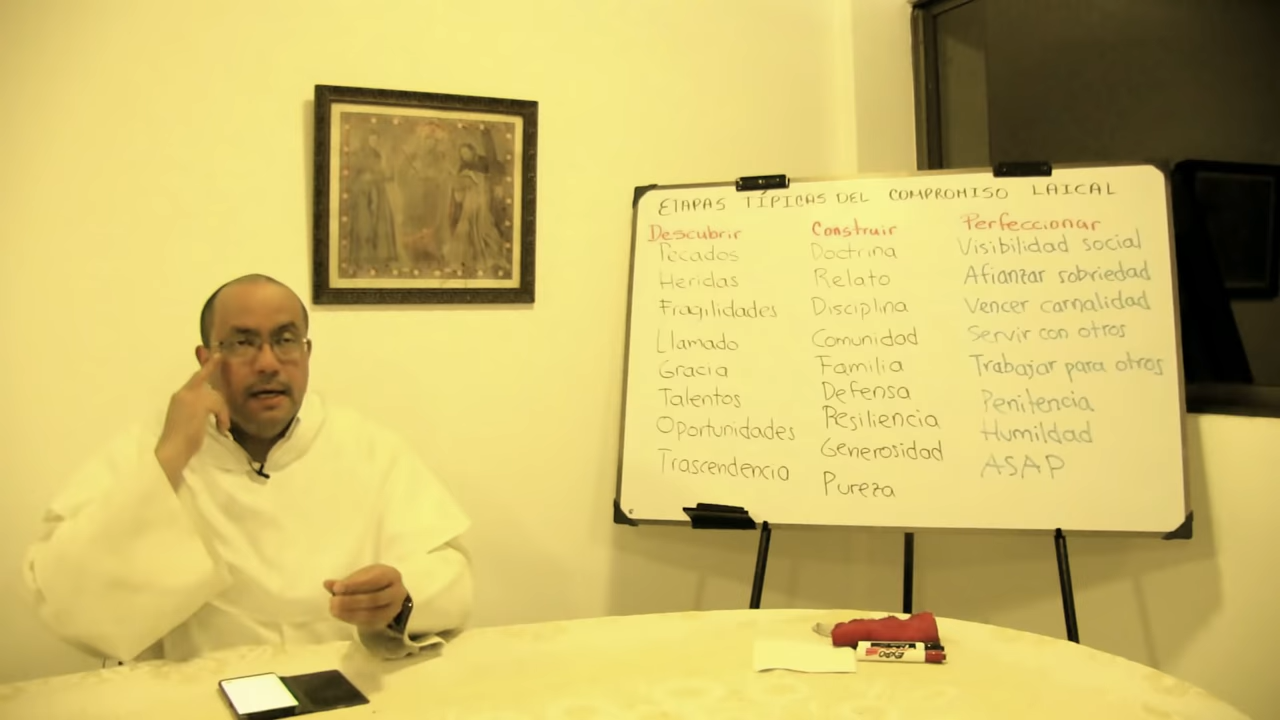 ETAPAS TÍPICAS DEL COMPROMISO LAICAL
Descubrir
Pecados
Heridas
Fragilidades
Llamado
Gracia
Talentos
Oportunidades
Trascendencia
Construir
Doctrina
Relato
Disciplina
Comunidad
Familia
Defensa
Resiliencia
Generosidad
Pureza
Perfeccionar
Visibilidad social
Afianzar sobriedad
Vencer carnalidad
Servir con otros
Trabajar para otros
Penitencia
Humildad
ASAP
EXPO